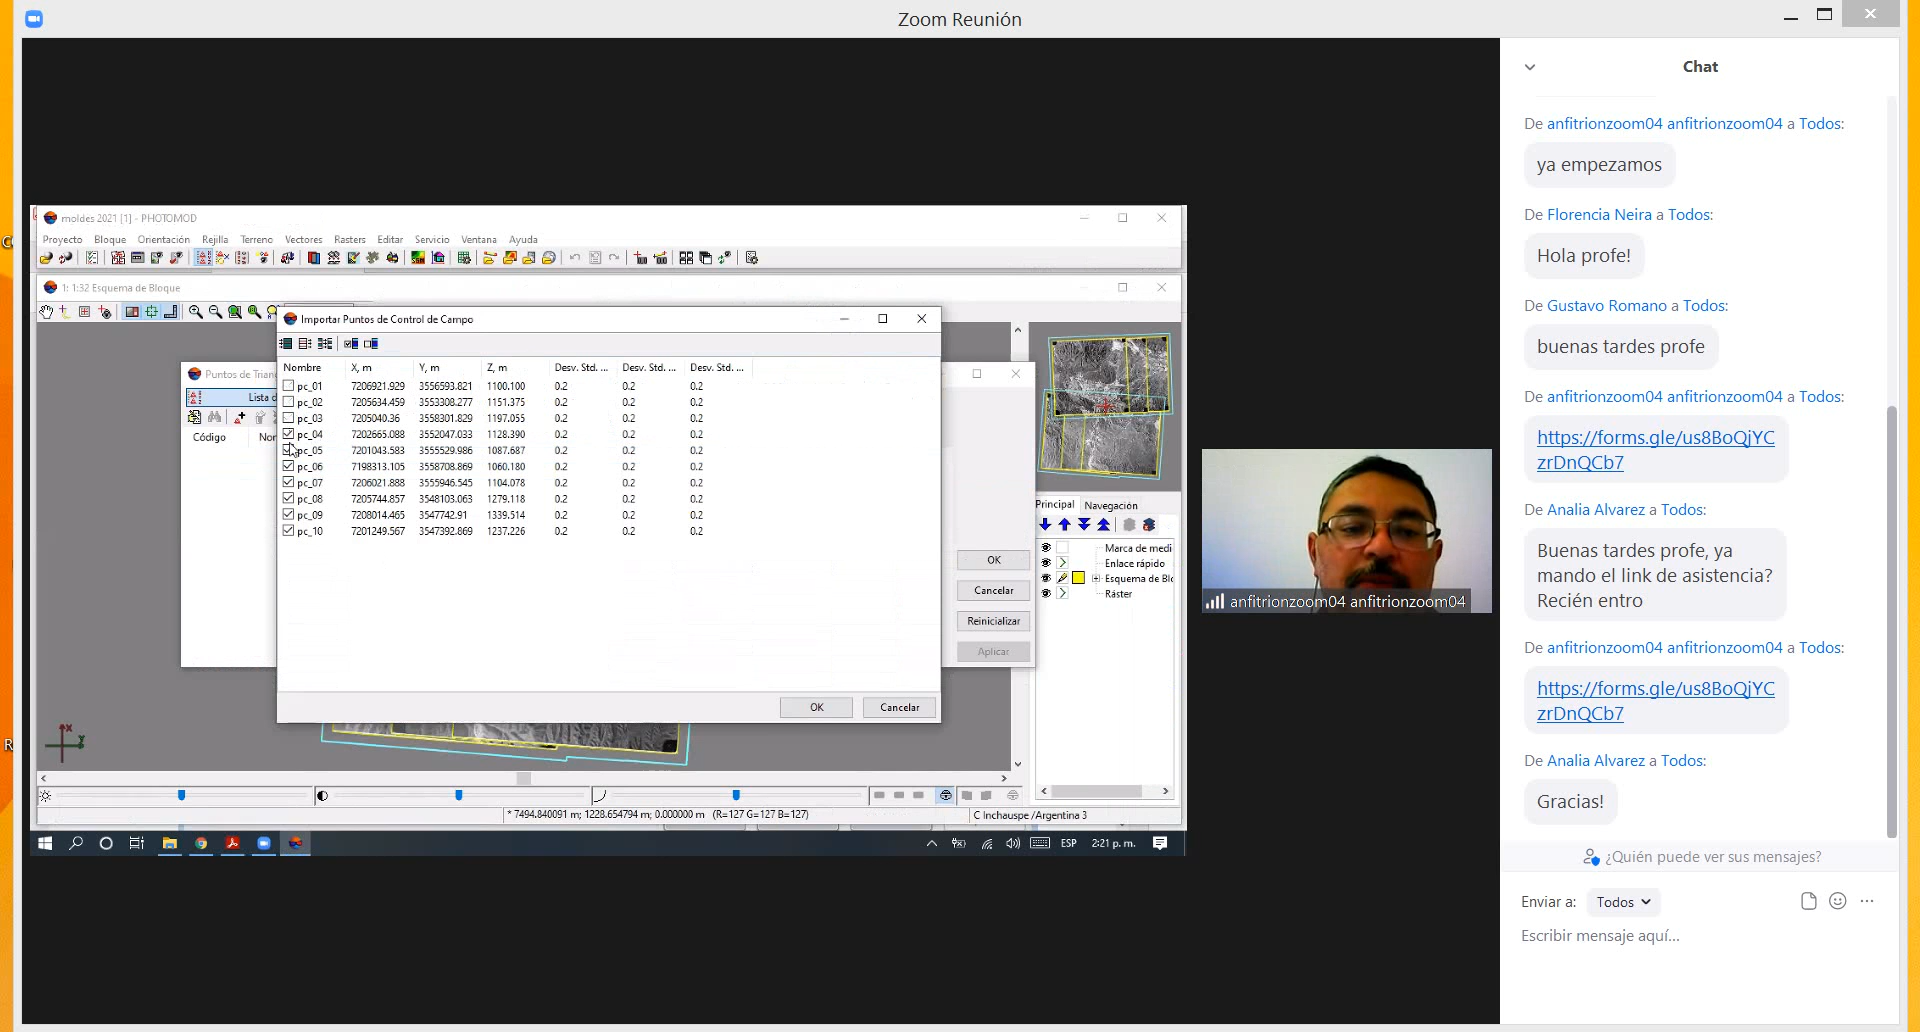 Zoom Reunión
moldes 2021 [1] - PHOTOMOD
Proyecto Bloque Orientación Rejilla Terreno Vectores Rasters Editar Servicio Ventana Ayuda
1: 1:32 Esquema de Bloque
Importar Puntos de Control de Campo
Puntos de Trian
Lista d
Código Non
Nombre X, m Y, m Z, m Desv. Std. ... Desv. Std. ... Desv. Std. ...
pc_01 7206921.929 3556593.821 1100.100 0.2 0.2 0.2
pc_02 7205634.459 3553308.277 1151.375 0.2 0.2 0.2
pc_03 7205040.36 3558301.829 1197.055 0.2 0.2 0.2
pc_04 7202665.088 3552047.033 1128.390 0.2 0.2 0.2
pc_05 7201043.583 3555529.986 1087.687 0.2 0.2 0.2
pc_06 7198313.105 3558708.869 1060.180 0.2 0.2 0.2
pc_07 7206021.888 3555946.545 1104.078 0.2 0.2 0.2
pc_08 7205744.857 3548103.063 1279.118 0.2 0.2 0.2
pc_09 7208014.465 3547742.91 1339.514 0.2 0.2 0.2
pc_10 7201249.567 3547392.869 1237.226 0.2 0.2 0.2
OK Cancelar
OK
Cancelar
Reinicializar
Aplicar
Principal Navegación
Marca de medi
Enlace rápido
Esquema de Blo
Ráster
* 7494.840091 m; 1228.654794 m; 0.000000 m (R=127 G=127 B=127)
C Inchauspe /Argentina 3
ESP 2:21 p. m.
anfitrionzoom04 anfitrionzoom04
Chat
De anfitrionzoom04 anfitrionzoom04 a Todos:
ya empezamos
De Florencia Neira a Todos:
Hola profe!
De Gustavo Romano a Todos:
buenas tardes profe
De anfitrionzoom04 anfitrionzoom04 a Todos:
https://forms.gle/us8BoQjYC
zrDnQCb7
De Analia Alvarez a Todos:
Buenas tardes profe, ya
mando el link de asistencia?
Recién entro
De anfitrionzoom04 anfitrionzoom04 a Todos:
https://forms.gle/us8BoQjYC
zrDnQCb7
De Analia Alvarez a Todos:
Gracias!
¿Quién puede ver sus mensajes?
Enviar a: Todos
Escribir mensaje aquí...